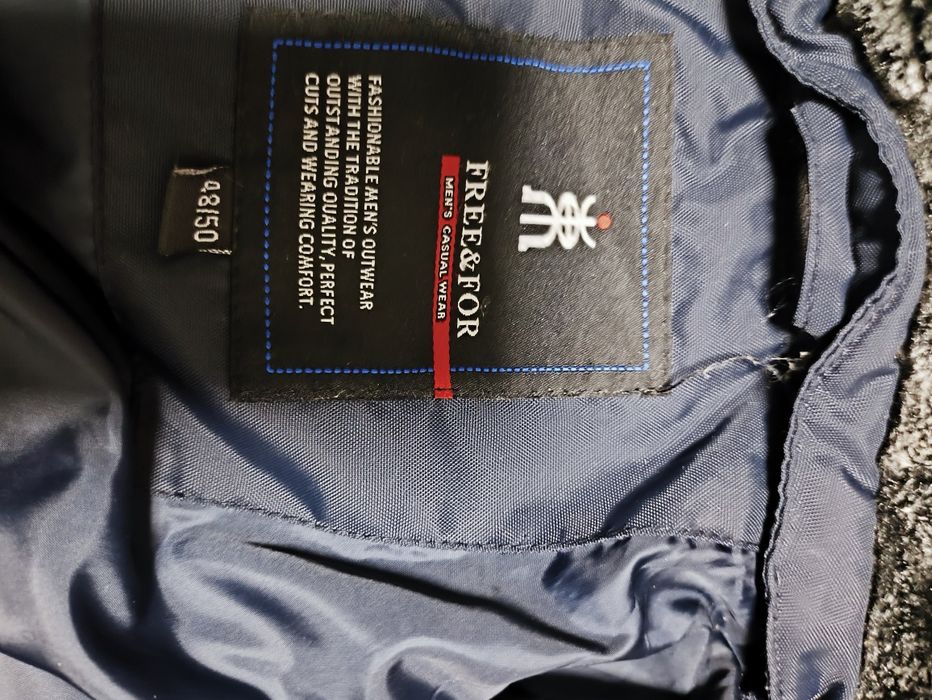 FREE&FOR
MEN'S CASUAL WEAR
FASHIONABLE MEN'S OUTWEAR
WITH THE TRADITION OF
OUTSTANDING QUALITY, PERFECT
CUTS AND WEARING COMFORT.
48/50